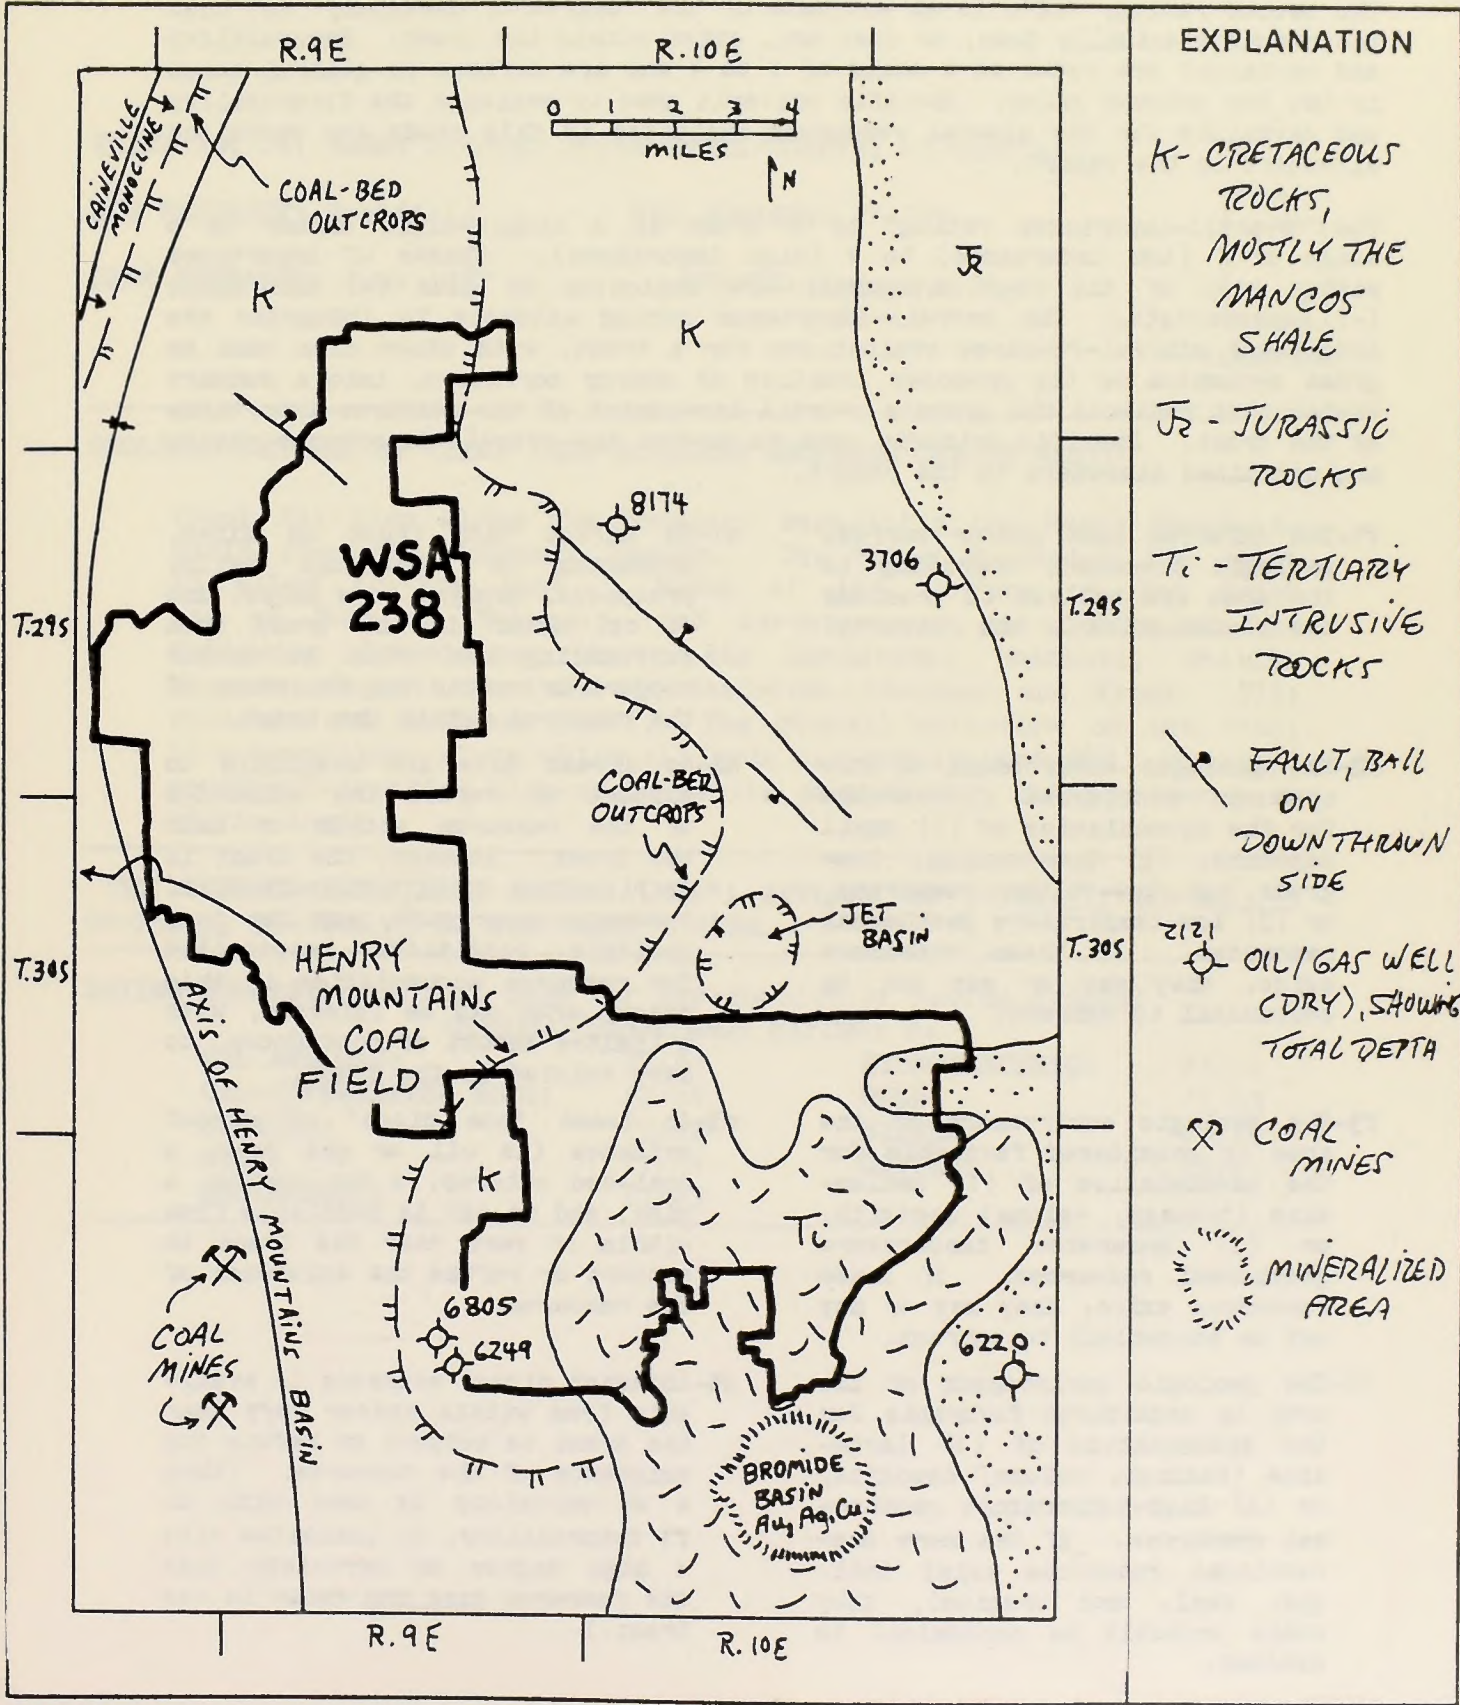 R.9E
R.10E
EXPLANATION
0 1 2 3 4
MILES
N
CAINEVILLE
MONOCLINE
COAL-BED
OUTCROPS
K
K
JR
K- CRETACEOUS
ROCKS,
MOSTLY THE
MANCOS
SHALE
JR - JURASSIC
ROCKS
Ti - TERTIARY
INTRUSIVE
ROCKS
FAULT, BALL
ON
DOWNTHRAWN
SIDE
2121
OIL/GAS WELL
(DRY), SHOWING
TOTAL DEPTH
COAL
MINES
MINERALIZED
AREA
8174
3706
WSA
238
T.29S
T.29S
COAL-BED
OUTCROPS
JET
BASIN
T.30S
T.30S
HENRY
MOUNTAINS
COAL
FIELD
AXIS OF HENRY MOUNTAINS BASIN
K
Ti
COAL
MINES
6805
6249
6220
BROMIDE
BASIN
Au, Ag, Cu
R.9E
R.10E